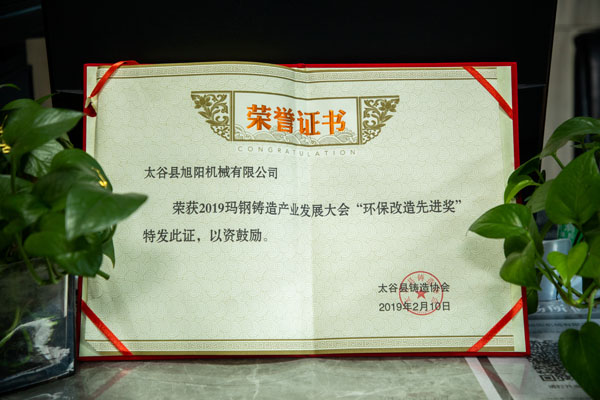 荣誉证书
CONGRATULATION
太谷县旭阳机械有限公司
荣获2019玛钢铸造产业发展大会“环保改造先进奖”
特发此证，以资鼓励。
太谷县铸造协会
2019年2月10日